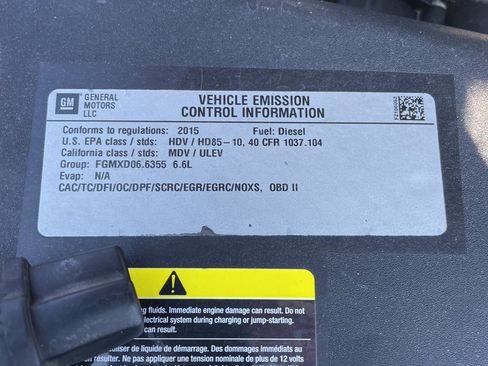 GM GENERAL MOTORS LLC
VEHICLE EMISSION
CONTROL INFORMATION
Conforms to regulations: 2015 Fuel: Diesel
U.S. EPA class / stds: HDV / HD85-10, 40 CFR 1037.104
California class / stds: MDV / ULEV
Group: FGMXD06.6355 6.6L
Evap: N/A
CAC/TC/DFI/OC/DPF/SCRC/EGR/EGRC/NOXS, OBD II
fluids. Immediate engine damage can result. Do not
electrical system during charging or jump-starting.
can result.
utiliser de liquide de démarrage. Des dommages immédiats au
résulter. Ne pas appliquer une tension nominale de plus de 12 volts